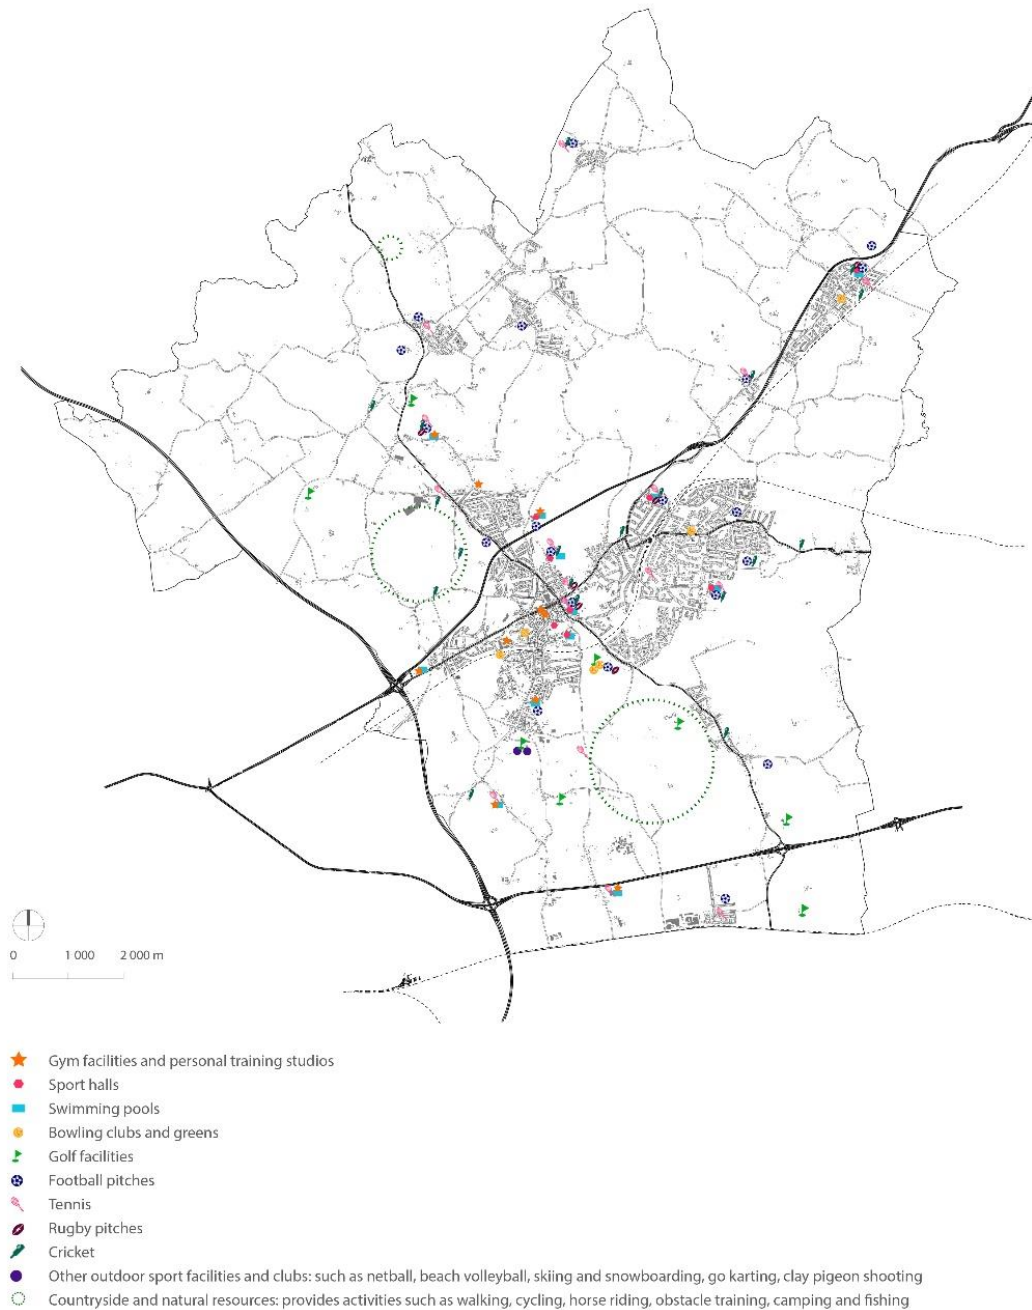 0 1 000 2 000 m
Gym facilities and personal training studios
Sport halls
Swimming pools
Bowling clubs and greens
Golf facilities
Football pitches
Tennis
Rugby pitches
Cricket
Other outdoor sport facilities and clubs: such as netball, beach volleyball, skiing and snowboarding, go karting, clay pigeon shooting
Countryside and natural resources: provides activities such as walking, cycling, horse riding, obstacle training, camping and fishing